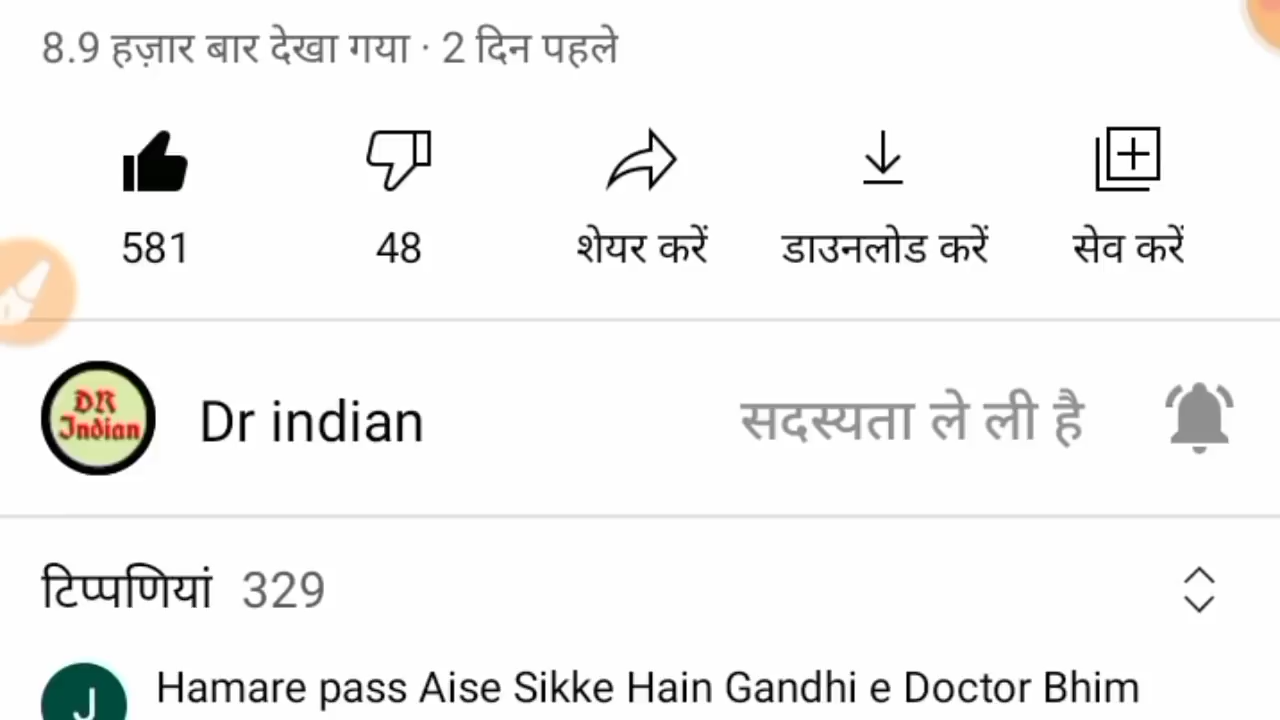 8.9 हज़ार बार देखा गया · 2 दिन पहले
581
48
शेयर करें
डाउनलोड करें
सेव करें
DR
Indian
Dr indian
सदस्यता ले ली है
टिप्पणियां 329
J
Hamare pass Aise Sikke Hain Gandhi e Doctor Bhim